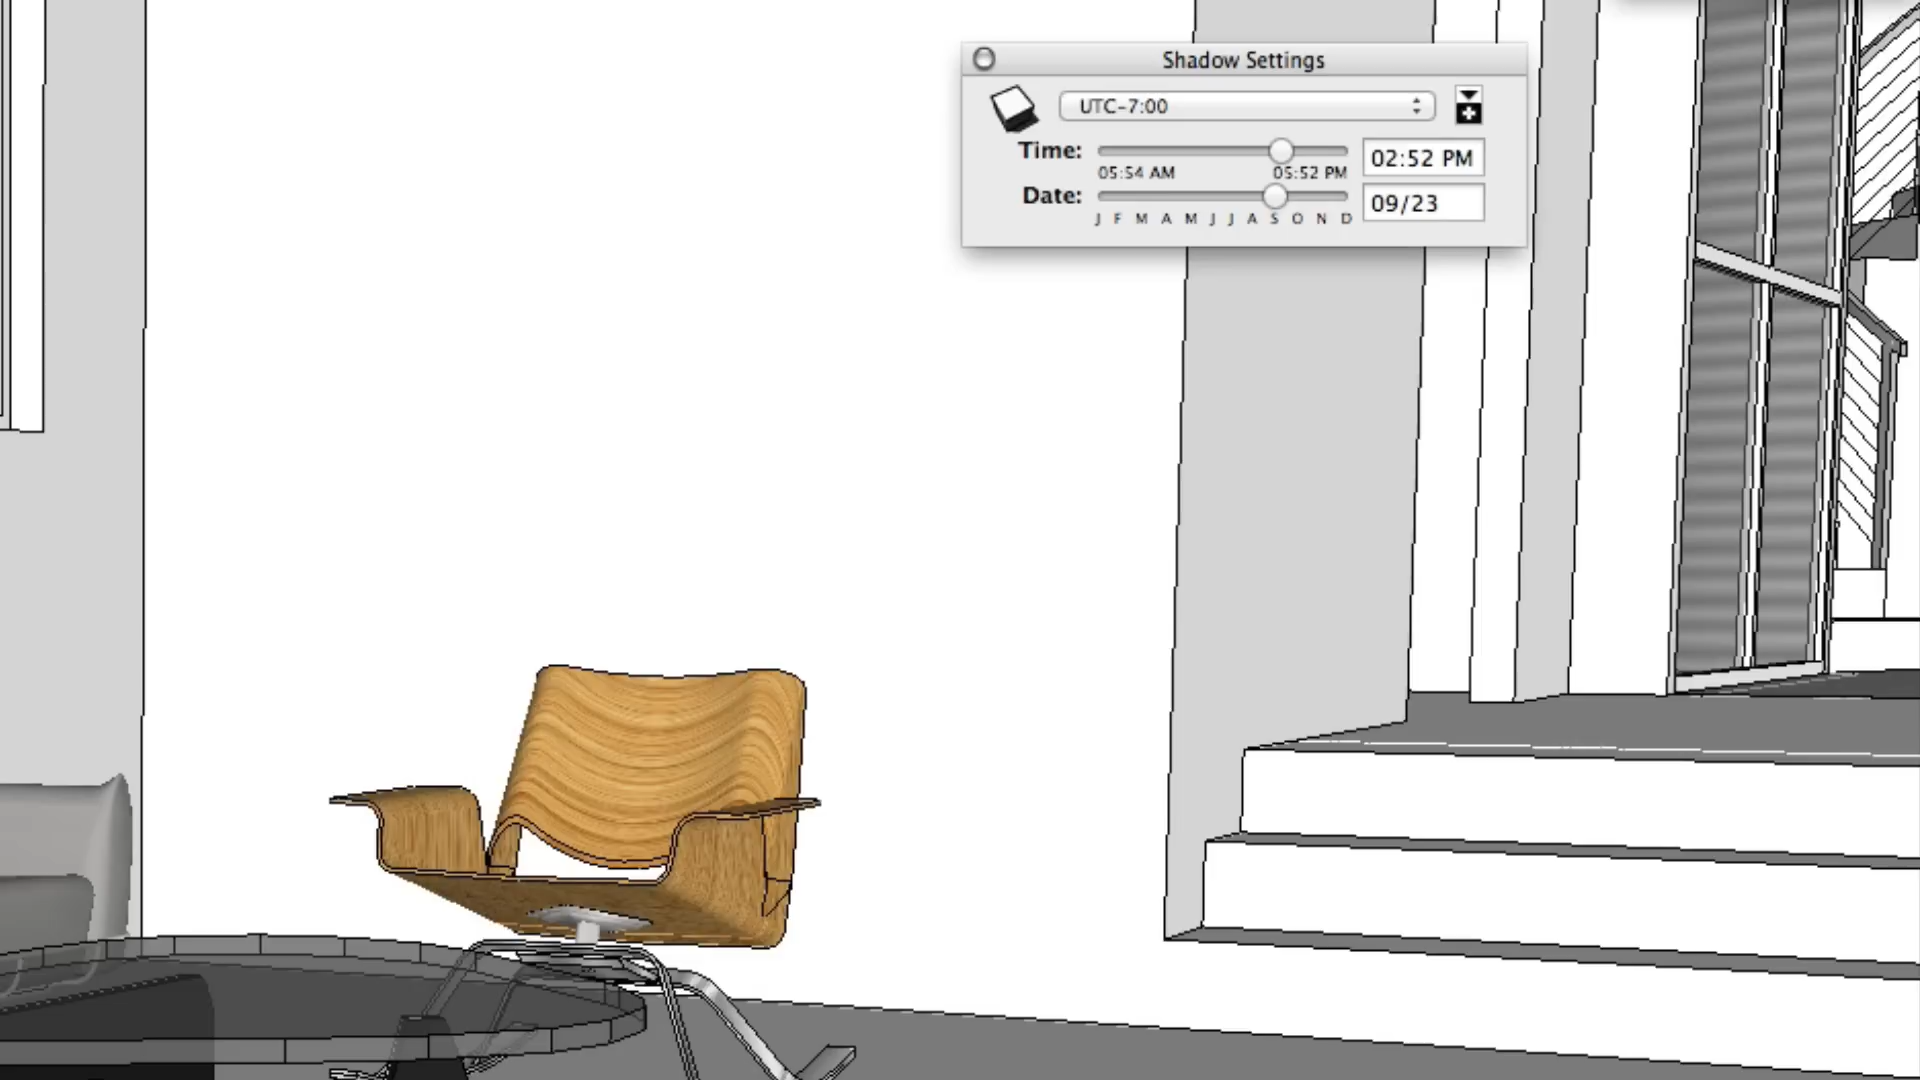 Shadow Settings
UTC-7:00
Time: 02:52 PM
05:54 AM 05:52 PM
Date: 09/23
J F M A M J J A S O N D